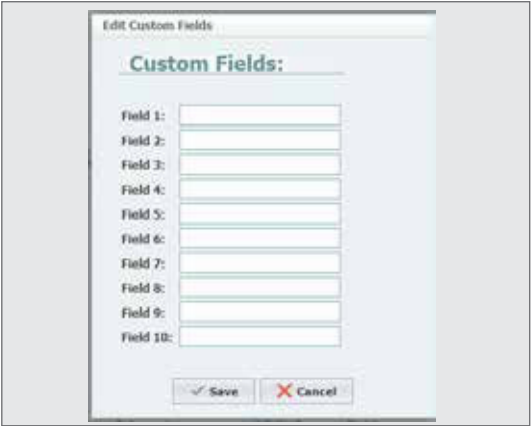 Edit Custom Fields
Custom Fields:
Field 1:
Field 2:
Field 3:
Field 4:
Field 5:
Field 6:
Field 7:
Field 8:
Field 9:
Field 10:
Save Cancel